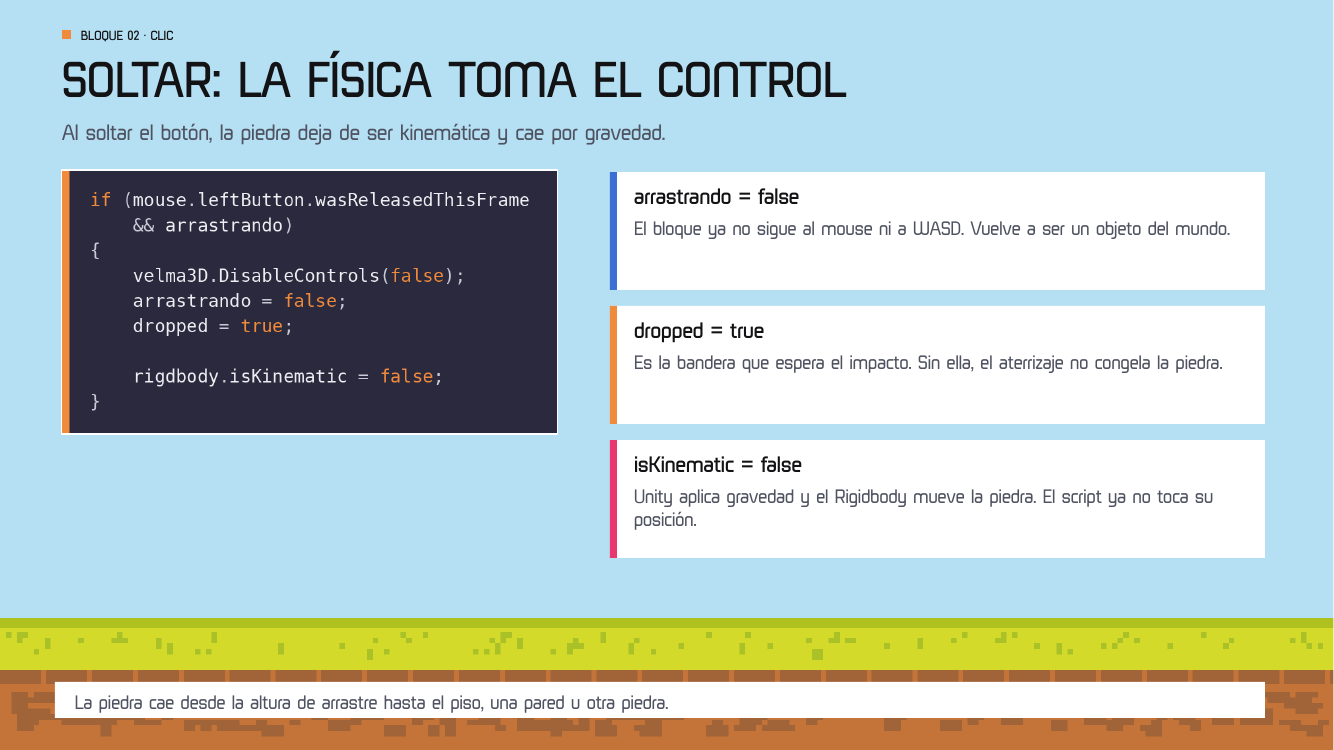 BLOQUE 02 · CLIC
SOLTAR: LA FÍSICA TOMA EL CONTROL
Al soltar el botón, la piedra deja de ser kinemática y cae por gravedad.
if (mouse.leftButton.wasReleasedThisFrame
    && arrastrando)
{
    velma3D.DisableControls(false);
    arrastrando = false;
    dropped = true;

    rigdbody.isKinematic = false;
}
arrastrando = false
El bloque ya no sigue al mouse ni a WASD. Vuelve a ser un objeto del mundo.
dropped = true
Es la bandera que espera el impacto. Sin ella, el aterrizaje no congela la piedra.
isKinematic = false
Unity aplica gravedad y el Rigidbody mueve la piedra. El script ya no toca su
posición.
La piedra cae desde la altura de arrastre hasta el piso, una pared u otra piedra.